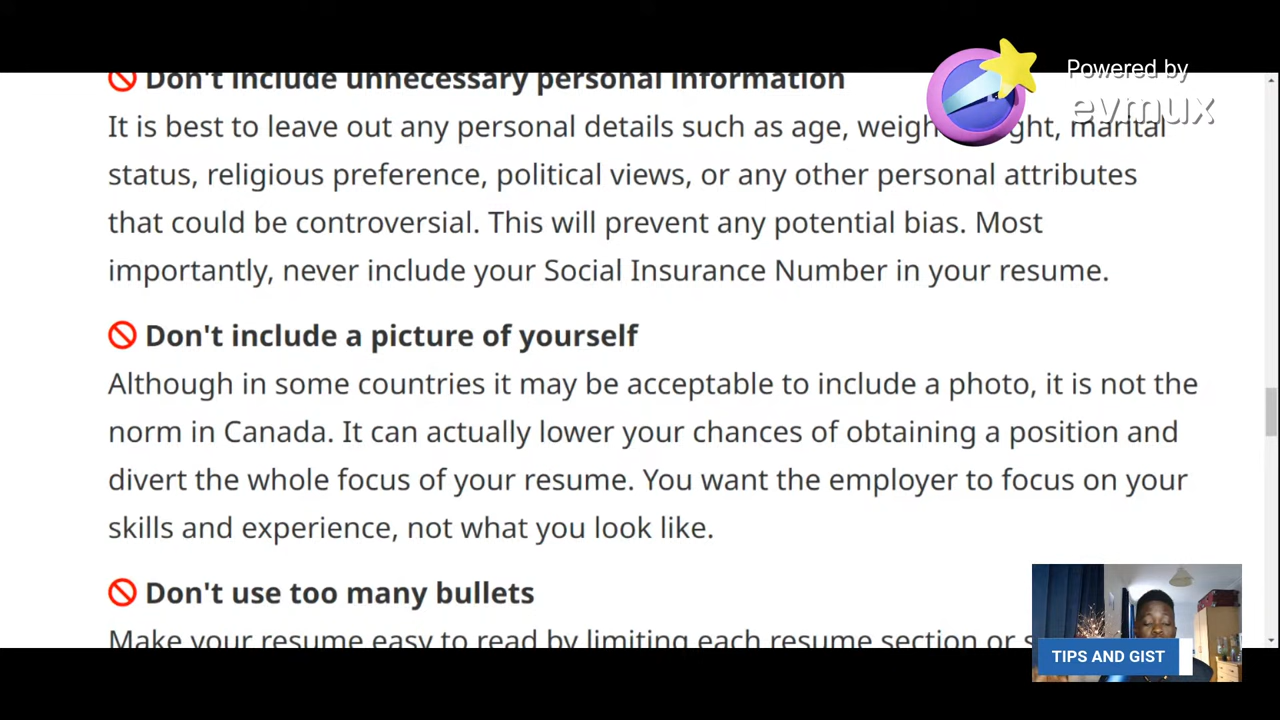 Don't include unnecessary personal information
Powered by
evmux
It is best to leave out any personal details such as age, marital
status, religious preference, political views, or any other personal attributes
that could be controversial. This will prevent any potential bias. Most
importantly, never include your Social Insurance Number in your resume.
Don't include a picture of yourself
Although in some countries it may be acceptable to include a photo, it is not the
norm in Canada. It can actually lower your chances of obtaining a position and
divert the whole focus of your resume. You want the employer to focus on your
skills and experience, not what you look like.
Don't use too many bullets
Make your resume easy to read by limiting each resume section or
TIPS AND GIST